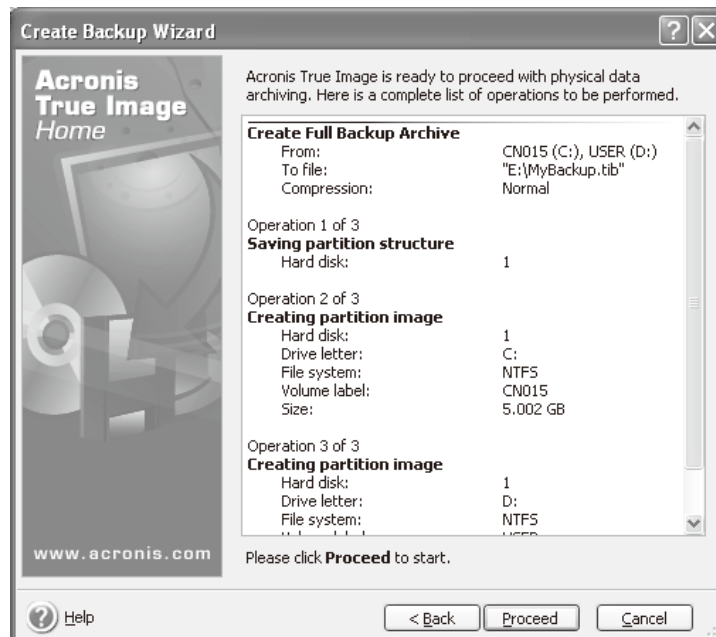 Create Backup Wizard
Acronis
True Image
Home
Acronis True Image is ready to proceed with physical data
archiving. Here is a complete list of operations to be performed.
Create Full Backup Archive
From: CN015 (C:), USER (D:)
To file: "E:\MyBackup.tib"
Compression: Normal
Operation 1 of 3
Saving partition structure
Hard disk: 1
Operation 2 of 3
Creating partition image
Hard disk: 1
Drive letter: C:
File system: NTFS
Volume label: CN015
Size: 5.002 GB
Operation 3 of 3
Creating partition image
Hard disk: 1
Drive letter: D:
File system: NTFS
www.acronis.com
Please click Proceed to start.
Help
< Back
Proceed
Cancel